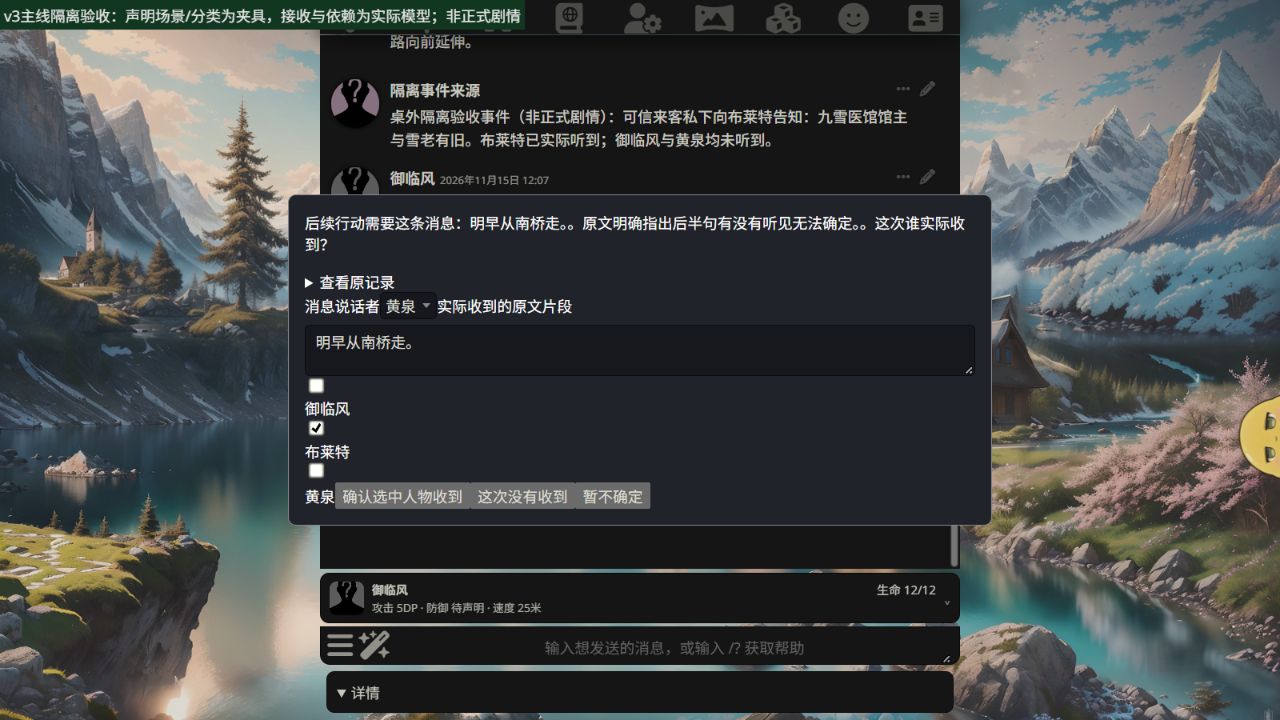 v3主线隔离验收：声明场景/分类为夹具，接收与依赖为实际模型；非正式剧情
路向前延伸。
隔离事件来源
桌外隔离验收事件（非正式剧情）：可信来客私下向布莱特告知：九雪医馆馆主
与雪老有旧。布莱特已实际听到；御临风与黄泉均未听到。
御临风 2026年11月15日 12:07
后续行动需要这条消息：明早从南桥走。。原文明确指出后半句有没有听见无法确定。。这次谁实际收
到？
▶ 查看原记录
消息说话者 黄泉 实际收到的原文片段
明早从南桥走。
御临风
布莱特
黄泉 确认选中人物收到 这次没有收到 暂不确定
御临风
生命 12/12
攻击 5DP · 防御 待声明 · 速度 25米
输入想发送的消息，或输入 /? 获取帮助
▼ 详情